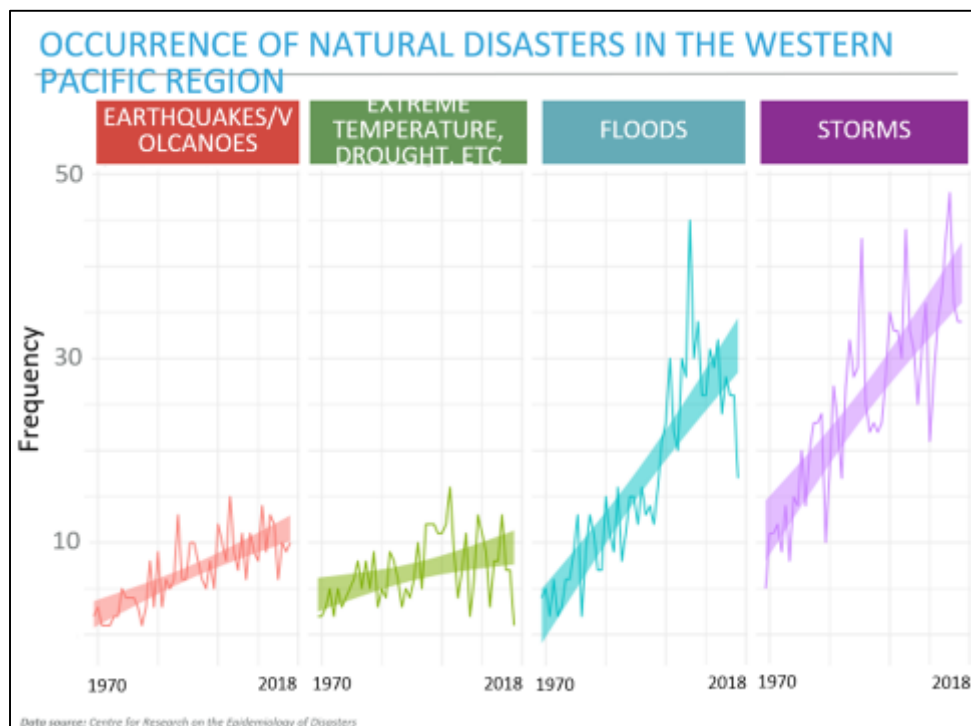 OCCURRENCE OF NATURAL DISASTERS IN THE WESTERN
PACIFIC REGION
EARTHQUAKES/V
OLCANOES
EXTREME
TEMPERATURE,
DROUGHT, ETC
FLOODS
STORMS
50
30
10
Frequency
1970
2018
1970
2018
1970
2018
1970
2018
Data source: Centre for Research on the Epidemiology of Disasters